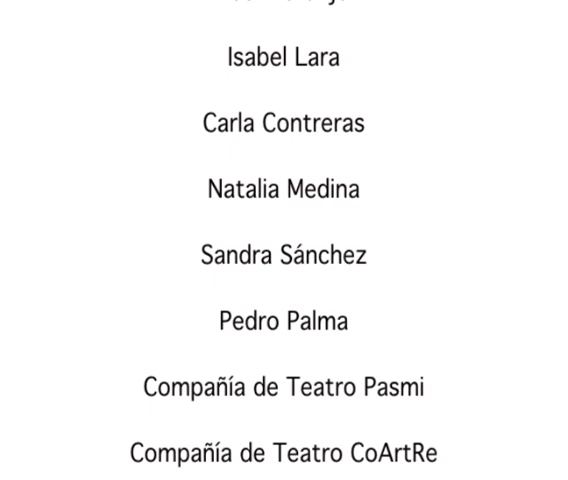 Isabel Lara
Carla Contreras
Natalia Medina
Sandra Sánchez
Pedro Palma
Compañía de Teatro Pasmi
Compañía de Teatro CoArtRe